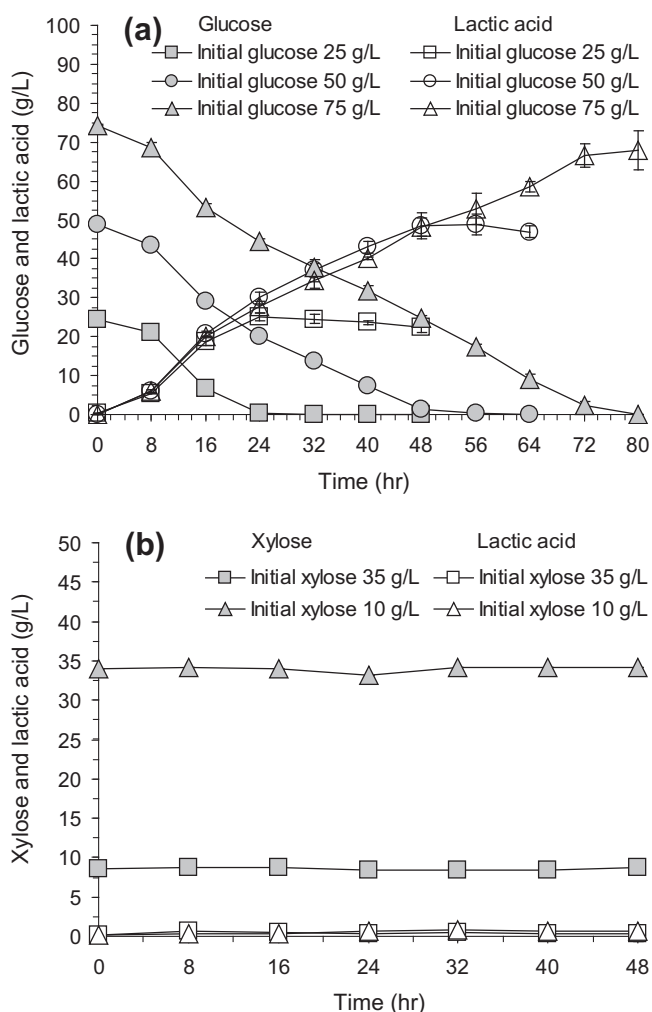 (a)
Glucose Lactic acid
Initial glucose 25 g/L Initial glucose 25 g/L
Initial glucose 50 g/L Initial glucose 50 g/L
Initial glucose 75 g/L Initial glucose 75 g/L
Glucose and lactic acid (g/L)
100
90
80
70
60
50
40
30
20
10
0
0 8 16 24 32 40 48 56 64 72 80
Time (hr)
(b)
Xylose Lactic acid
Initial xylose 35 g/L Initial xylose 35 g/L
Initial xylose 10 g/L Initial xylose 10 g/L
Xylose and lactic acid (g/L)
50
45
40
35
30
25
20
15
10
5
0
0 8 16 24 32 40 48
Time (hr)